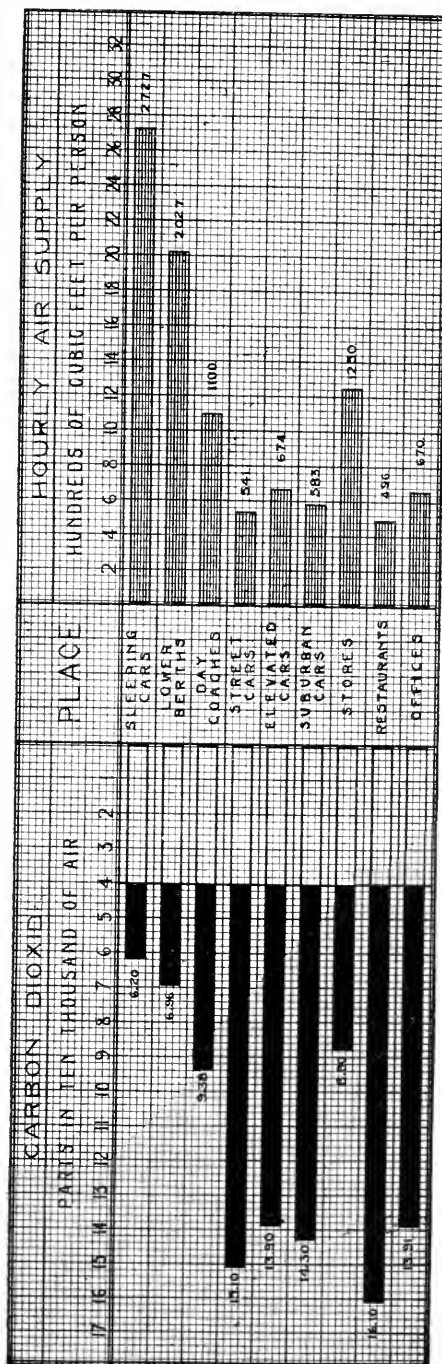 CARBON DIOXID
PLACE
HOURLY AIR SUPPLY
PARTS IN TEN THOUSAND OF AIR
HUNDREDS OF CUBIC FEET PER PERSON
17 16 15 14 13 12 11 10 9 8 7 6 5 4 3 2 1
2 4 6 8 10 12 14 16 18 20 22 24 26 28 30 32
6.20
SLEEPING
CARS
2727
6.96
LOWER
BERTHS
2027
9.38
DAY
COACHES
1100
15.10
STREET
CARS
541
13.90
ELEVATED
CARS
674
14.30
SUBURBAN
CARS
583
8.80
STORES
1250
16.10
RESTAURANTS
496
13.91
OFFICES
670